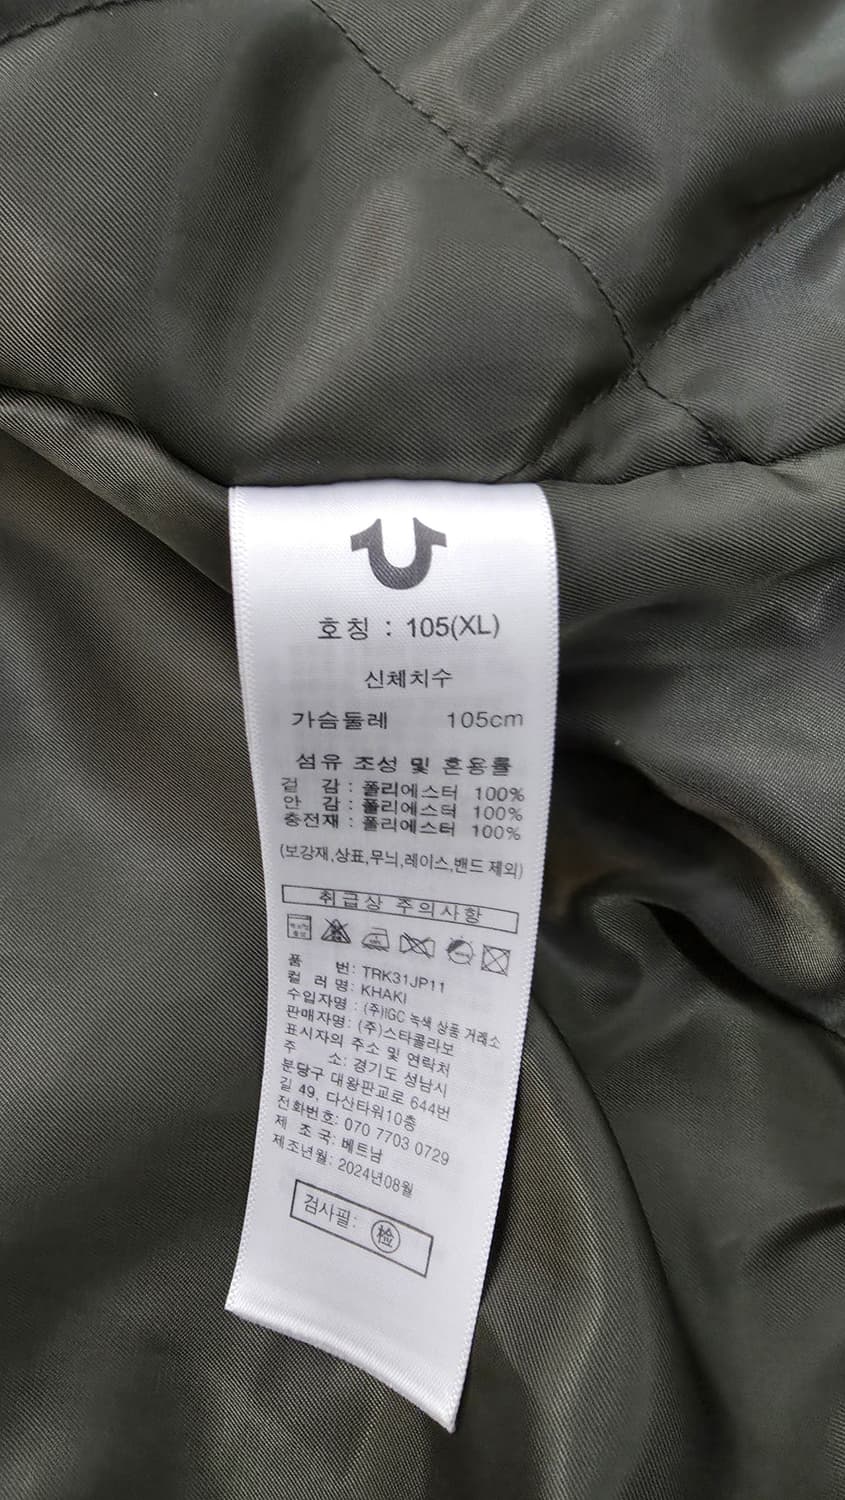 호칭 : 105(XL)
신체치수
가슴둘레 105cm
섬유 조성 및 혼용률
겉 감 : 폴리에스터 100%
안 감 : 폴리에스터 100%
충전재 : 폴리에스터 100%
(보강재,상표,무늬,레이스,밴드 제외)
취급상 주의사항
품 번: TRK31JP11
컬 러 명: KHAKI
수입자명 : (주)IGC 녹색 상품 거래소
판매자명: (주)스타콜라보
표시자의 주소 및 연락처
주 소: 경기도 성남시
분당구 대왕판교로 644번
길 49, 다산타워10층
전화번호: 070 7703 0729
제 조 국: 베트남
제조년월: 2024년08월
검사필: 檢